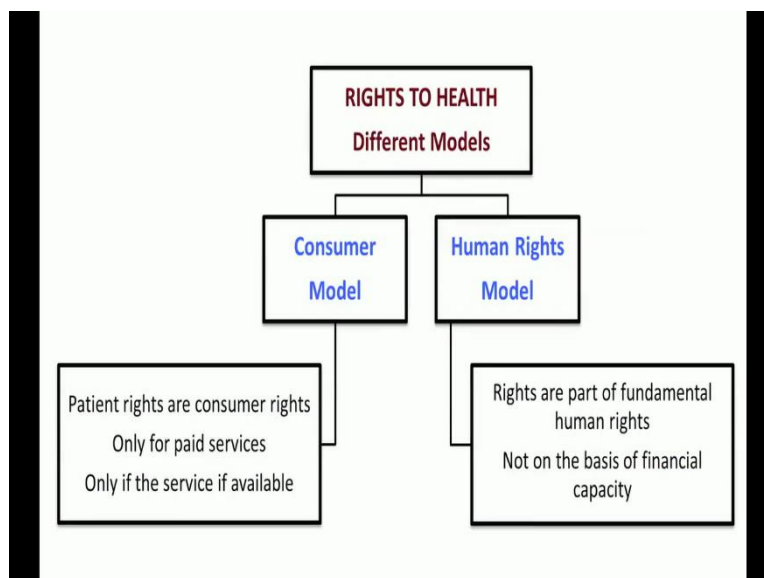 RIGHTS TO HEALTH
Different Models
Consumer
Model
Human Rights
Model
Patient rights are consumer rights
Only for paid services
Only if the service if available
Rights are part of fundamental
human rights
Not on the basis of financial
capacity